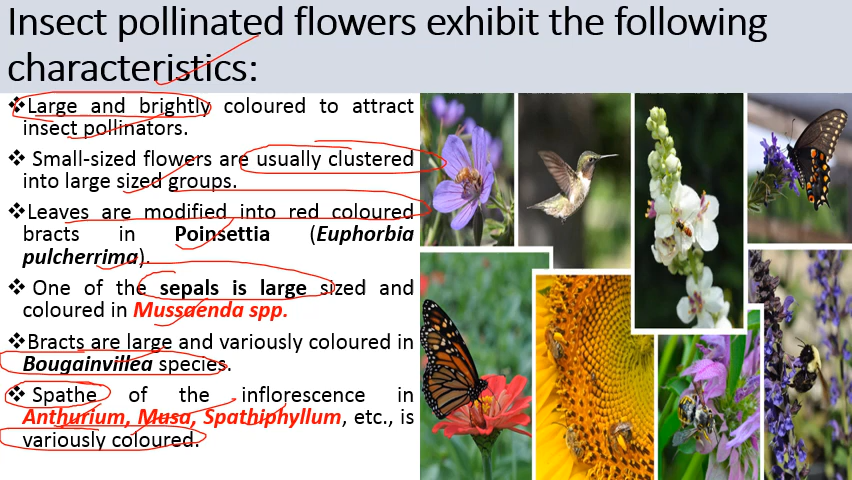 Insect pollinated flowers exhibit the following
characteristics:
❖Large and brightly coloured to attract
insect pollinators.
❖ Small-sized flowers are usually clustered
into large sized groups.
❖Leaves are modified into red coloured
bracts in Poinsettia (Euphorbia
pulcherrima).
❖ One of the sepals is large sized and
coloured in Mussaenda spp.
❖Bracts are large and variously coloured in
Bougainvillea species.
❖ Spathe of the inflorescence in
Anthurium, Musa, Spathiphyllum, etc., is
variously coloured.